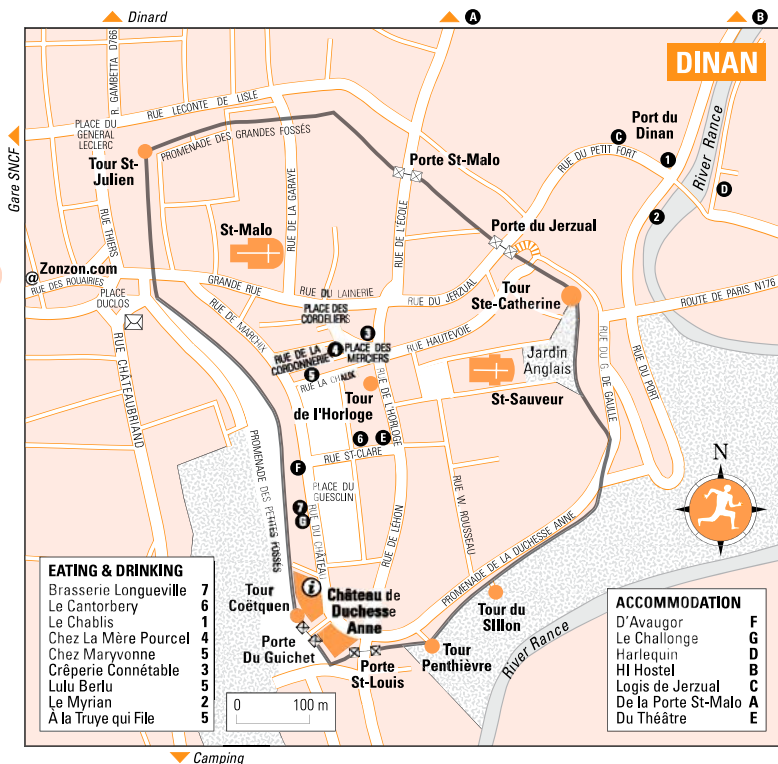 Dinard
A
B
DINAN
R. GAMBETTA D766
RUE LECONTE DE LISLE
PLACE DU
GENERAL
LECLERC
Gare SNCF
PROMENADE DES GRANDES FOSSÉS
Tour St-
Julien
Port du
Dinan
C
1
RUE DU PETIT FORT
River Rance
D
2
Porte St-Malo
RUE DE LA GARAYE
RUE DE L'ÉCOLE
St-Malo
Porte du Jerzual
RUE THIERS
@Zonzon.com
RUE DES ROUAIRIES
PLACE
DUCLOS
GRANDE RUE
RUE DU LAINERIE
RUE DU JERZUAL
Tour
Ste-Catherine
ROUTE DE PARIS N176
PLACE DES
CORDELIERS
RUE DE MARCHIX
3
RUE HAUTEVOIE
RUE DE LA
CORDONNERIE
4
PLACE DES
MERCIERS
Jardin
Anglais
5
RUE LA CHAUX
RUE CHATEAUBRIAND
Tour
de l'Horloge
St-Sauveur
RUE DU G DE GAULLE
RUE DU PORT
RUE DE L'HORLOGE
6
E
RUE ST-CLARE
PROMENADE DES PETITES FOSSÉS
F
PLACE DU
GUESCLIN
N
7
G
RUE DU CHÂTEAU
RUE DE LÉHON
RUE W. ROUSSEAU
PROMENADE DE LA DUCHESSE ANNE
EATING & DRINKING
Brasserie Longueville 7
Le Cantorbery 6
Le Chablis 1
Chez La Mère Pourcel 4
Chez Maryvonne 5
Crêperie Connétable 3
Lulu Berlu 5
Le Myrian 2
À la Truye qui File 5
i
Tour
Coëtquen
Château de
Duchesse
Anne
Porte
Du Guichet
Porte
St-Louis
Tour
Penthièvre
Tour du
Sillon
River Rance
ACCOMMODATION
D'Avaugor F
Le Challonge G
Harlequin D
HI Hostel B
Logis de Jerzual C
De la Porte St-Malo A
Du Théâtre E
0 100 m
Camping